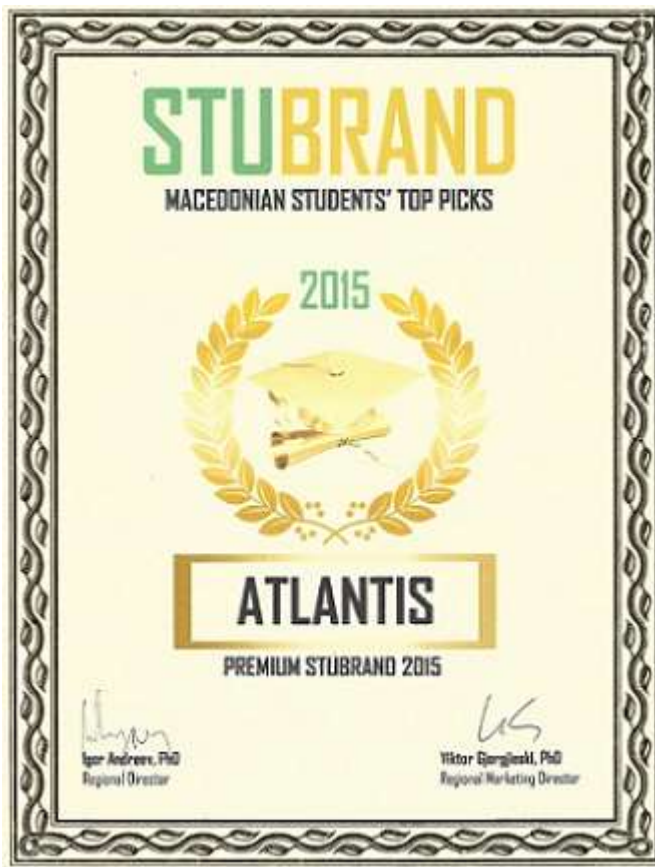 STUBRAND
MACEDONIAN STUDENTS' TOP PICKS
2015
ATLANTIS
PREMIUM STUBRAND 2015
Igor Andreev, PhD
Viktor Gjorgjieski, PhD
Regional Director
Regional Marketing Director